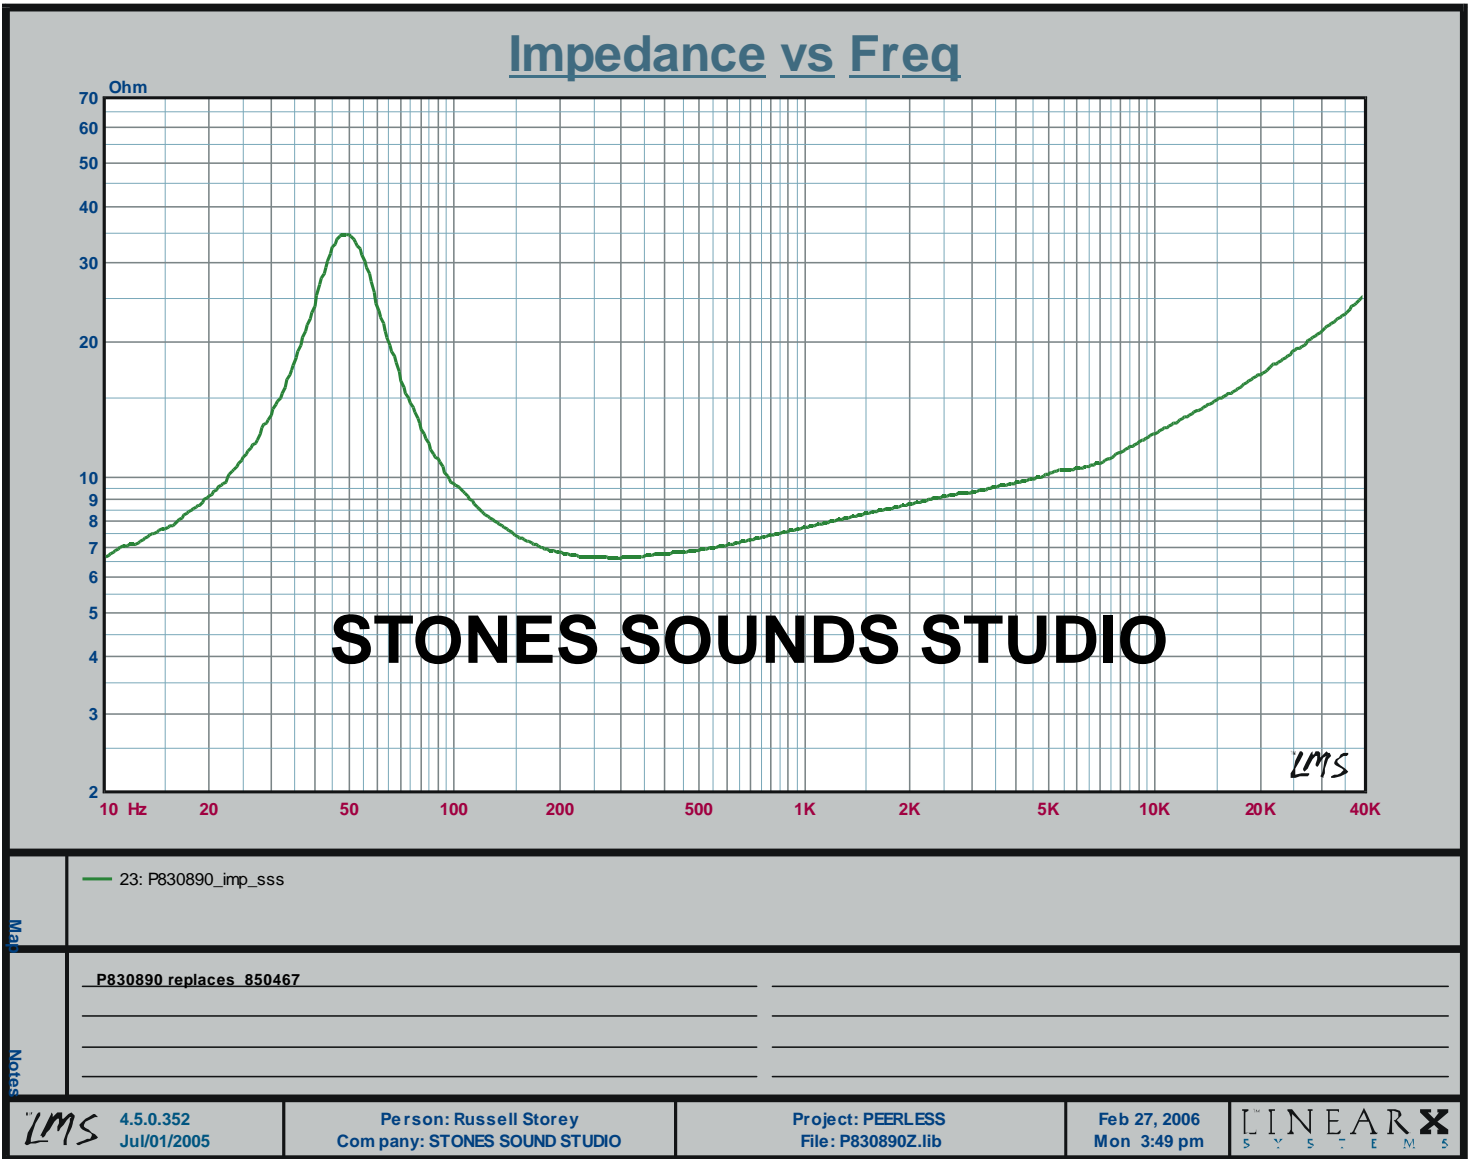 Impedance vs Freq
Ohm
70
60
50
40
30
20
10
9
8
7
6
5
4
3
2
STONES SOUNDS STUDIO
LMS
10 Hz 20 50 100 200 500 1K 2K 5K 10K 20K 40K
Map
23: P830890_imp_sss
Notes
P830890 replaces 850467
LMS
4.5.0.352
Jul/01/2005
Person: Russell Storey
Company: STONES SOUND STUDIO
Project: PEERLESS
File: P830890Z.lib
Feb 27, 2006
Mon 3:49 pm
LINEARX
SYSTEMS